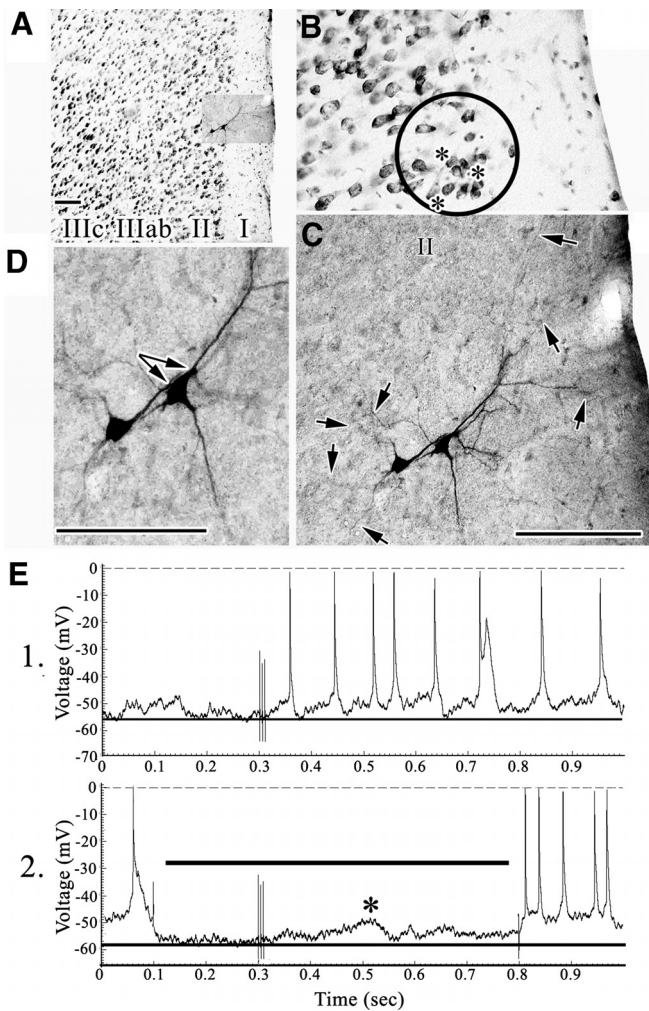 A
B
IIIc IIIab II I
* * *
D
C
II
E
1.
Voltage (mV)
0
-10
-20
-30
-40
-50
-60
-70
0.1 0.2 0.3 0.4 0.5 0.6 0.7 0.8 0.9
2.
Voltage (mV)
0
-10
-20
-30
-40
-50
-60
*
0 0.1 0.2 0.3 0.4 0.5 0.6 0.7 0.8 0.9
Time (sec)